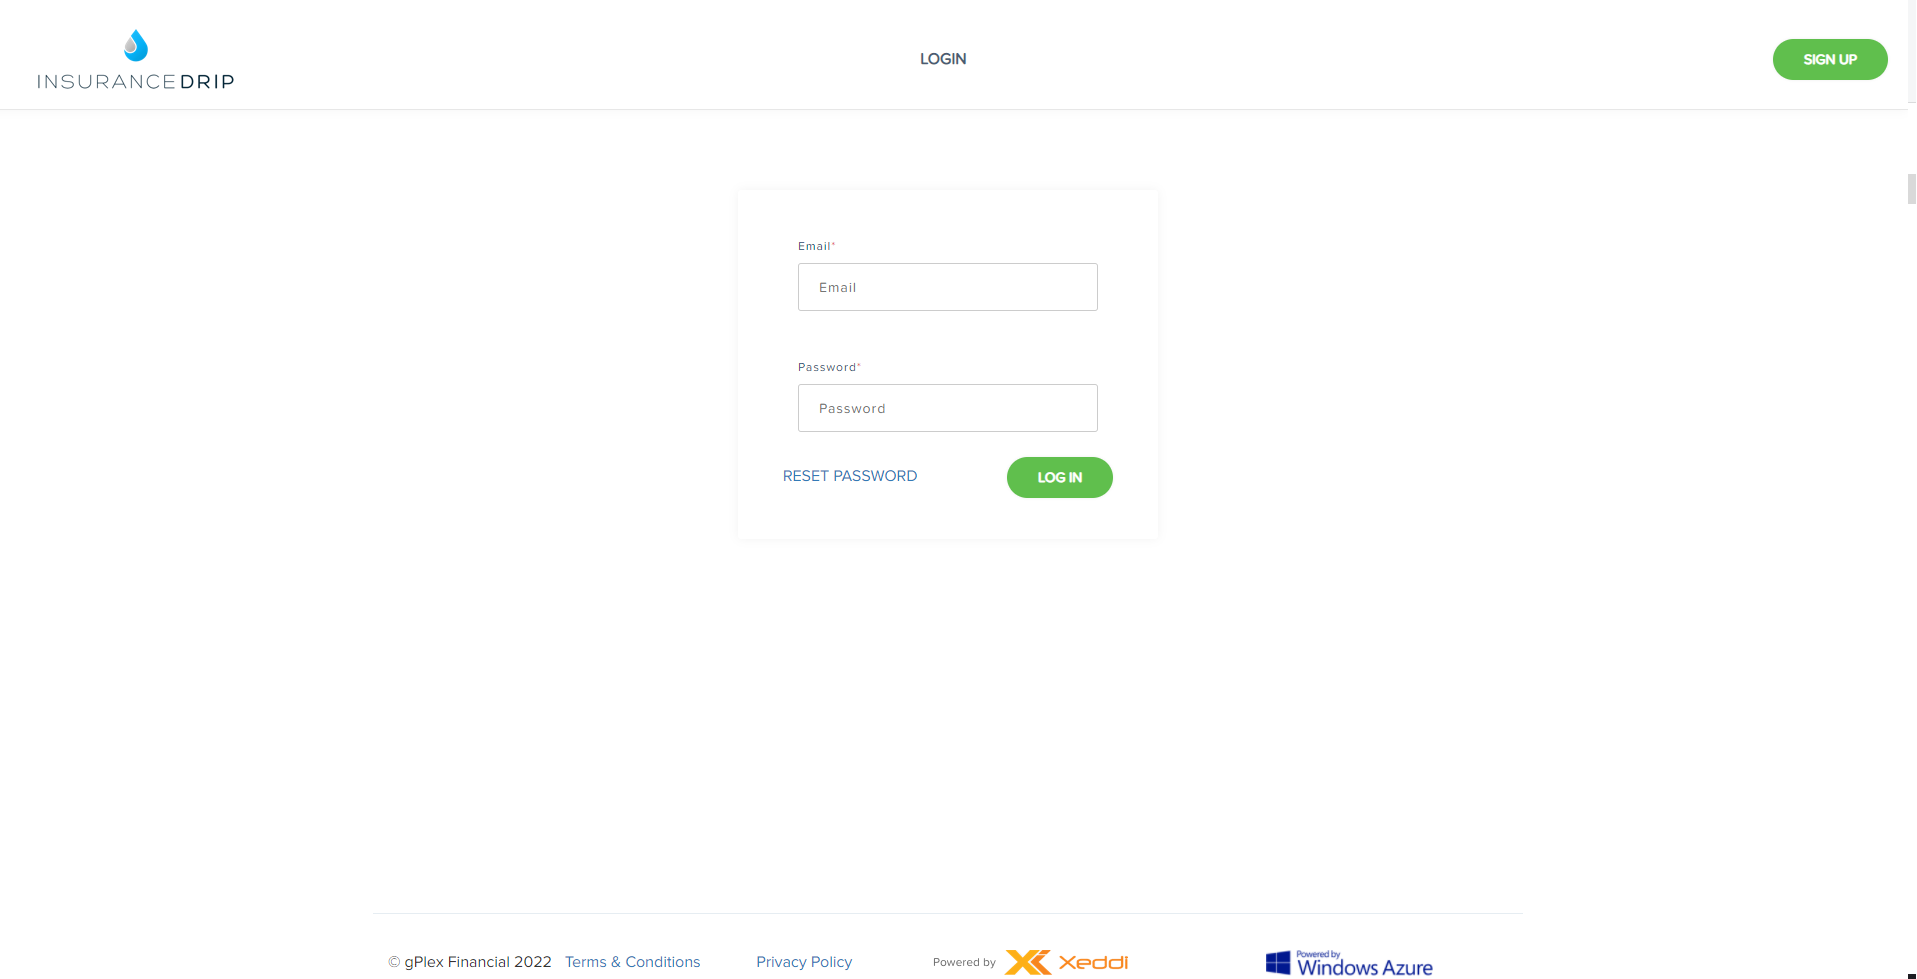 INSURANCEDRIP
LOGIN
SIGN UP
Email*
Email
Password*
Password
RESET PASSWORD
LOG IN
© gPlex Financial 2022 Terms & Conditions Privacy Policy Powered by Xeddi
Powered by
Windows Azure